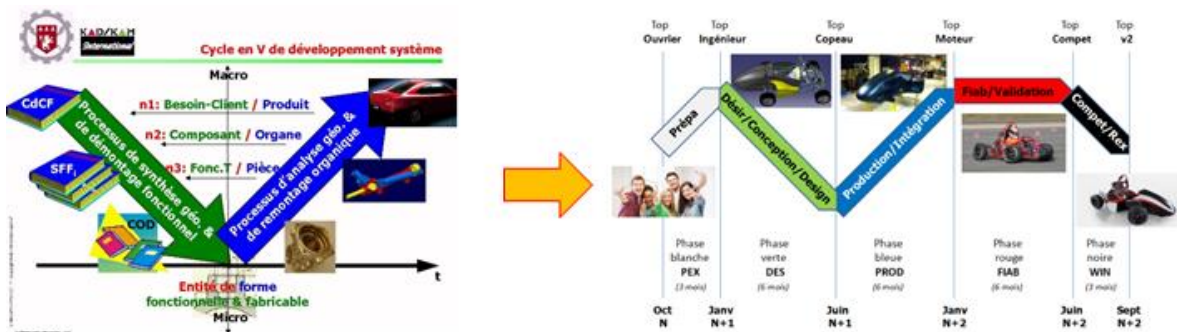 KAD/KAM
International
Cycle en V de développement système
Macro
CdCF
SFFi
COD
Processus de synthèse géo. &
de démontage fonctionnel
n1: Besoin-Client / Produit
n2: Composant / Organe
n3: Fonc.T / Pièce
Processus d'analyse géo. &
de remontage organique
t
Entité de forme
fonctionnelle & fabricable
Micro
Top
Ouvrier
Top
Ingénieur
Top
Copeau
Top
Moteur
Top
Compet
Top
v2
Prépa
Désir/Conception/Design
Production/Intégration
Fiab/Validation
Compet/Rex
Phase
blanche
PEX
(3 mois)
Phase
verte
DES
(6 mois)
Phase
bleue
PROD
(6 mois)
Phase
rouge
FIAB
(6 mois)
Phase
noire
WIN
(3 mois)
Oct
N
Janv
N+1
Juin
N+1
Janv
N+2
Juin
N+2
Sept
N+2